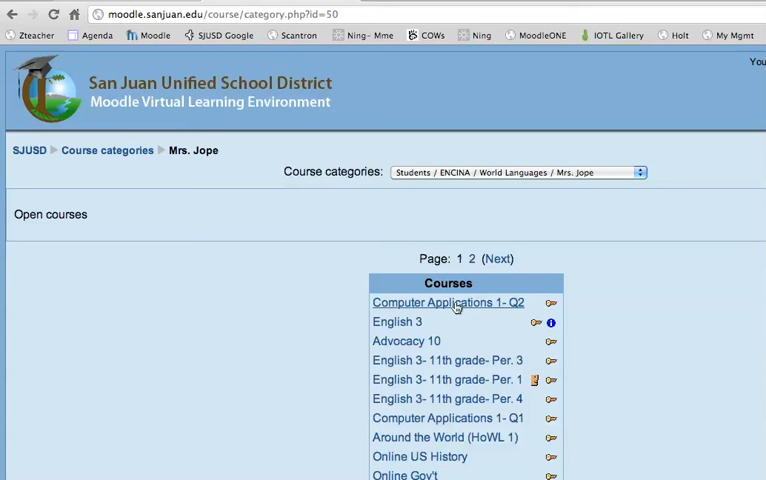 moodle.sanjuan.edu/course/category.php?id=50
Zteacher Agenda Moodle SJUSD Google Scantron Ning- Mme COWs Ning MoodleONE IOTL Gallery Holt My Mgmt
You
San Juan Unified School District
Moodle Virtual Learning Environment
SJUSD Course categories Mrs. Jope
Course categories: Students / ENCINA / World Languages / Mrs. Jope
Open courses
Page: 1 2 (Next)
Courses
Computer Applications 1- Q2
English 3
Advocacy 10
English 3- 11th grade- Per. 3
English 3- 11th grade- Per. 1
English 3- 11th grade- Per. 4
Computer Applications 1- Q1
Around the World (HoWL 1)
Online US History
Online Gov't